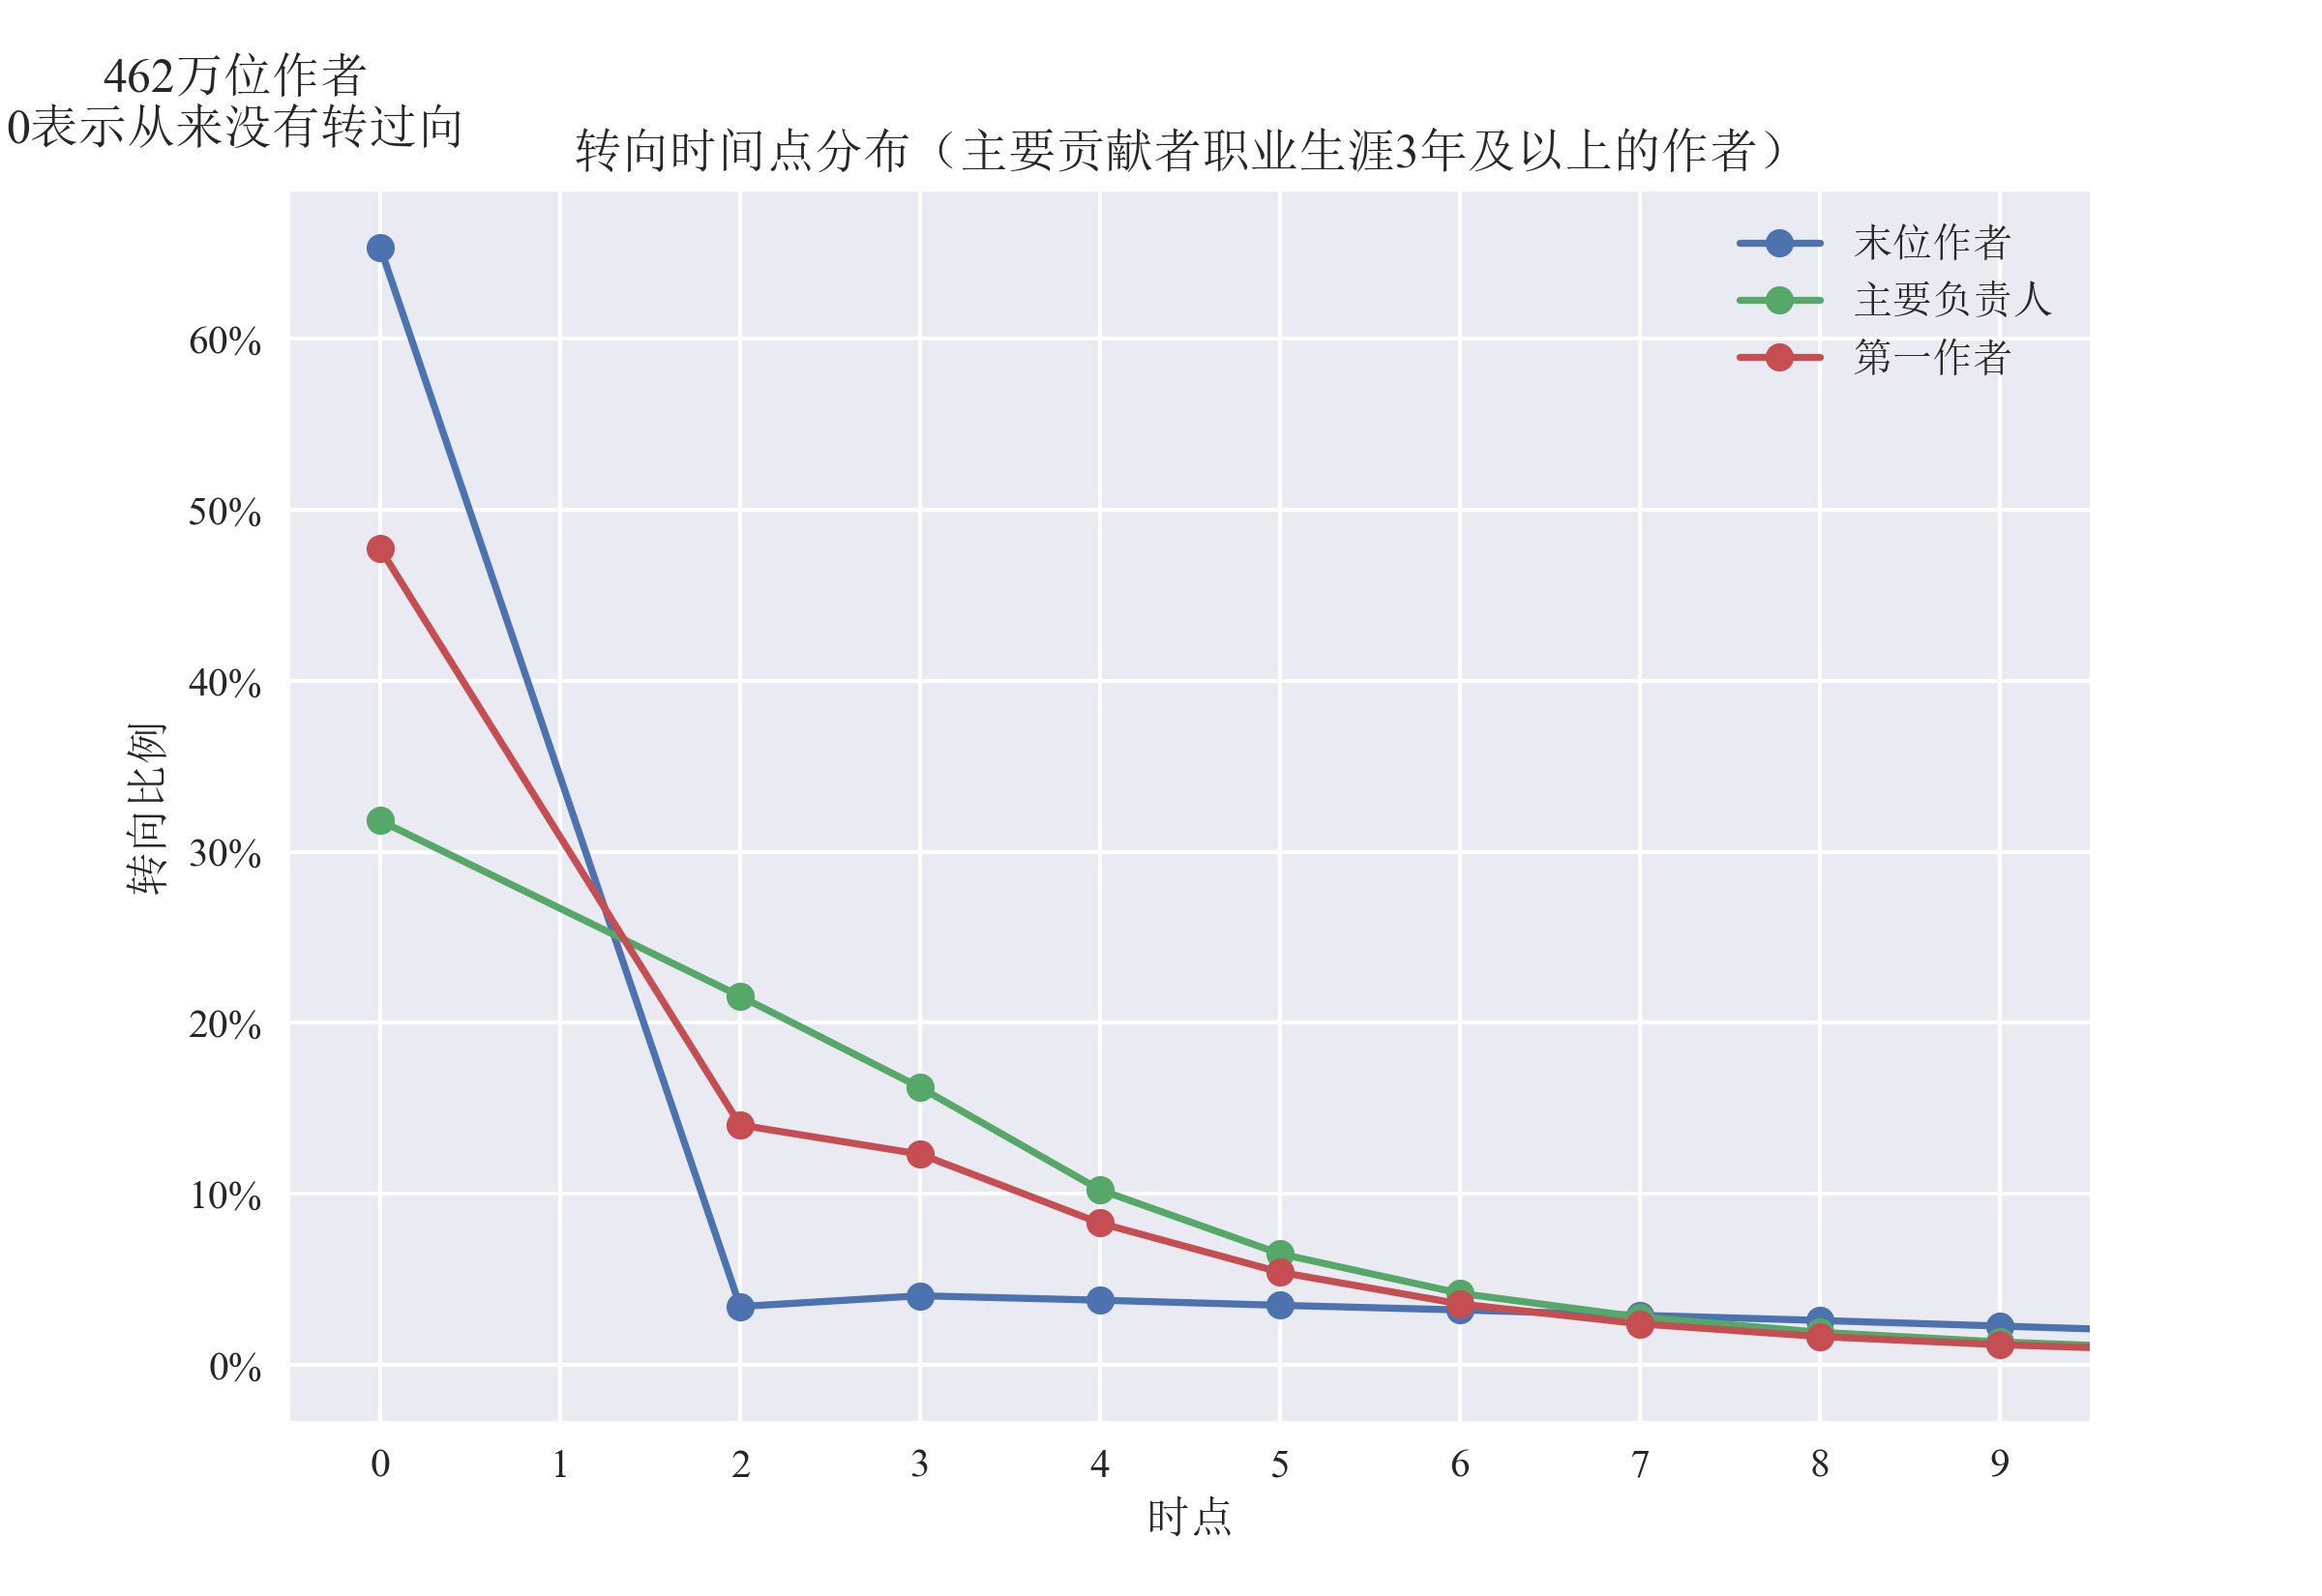 462万位作者
0表示从来没有转过向
转向时间点分布（主要贡献者职业生涯3年及以上的作者）
末位作者
主要负责人
第一作者
60%
50%
40%
30%
20%
10%
0%
转向比例
0 1 2 3 4 5 6 7 8 9
时点